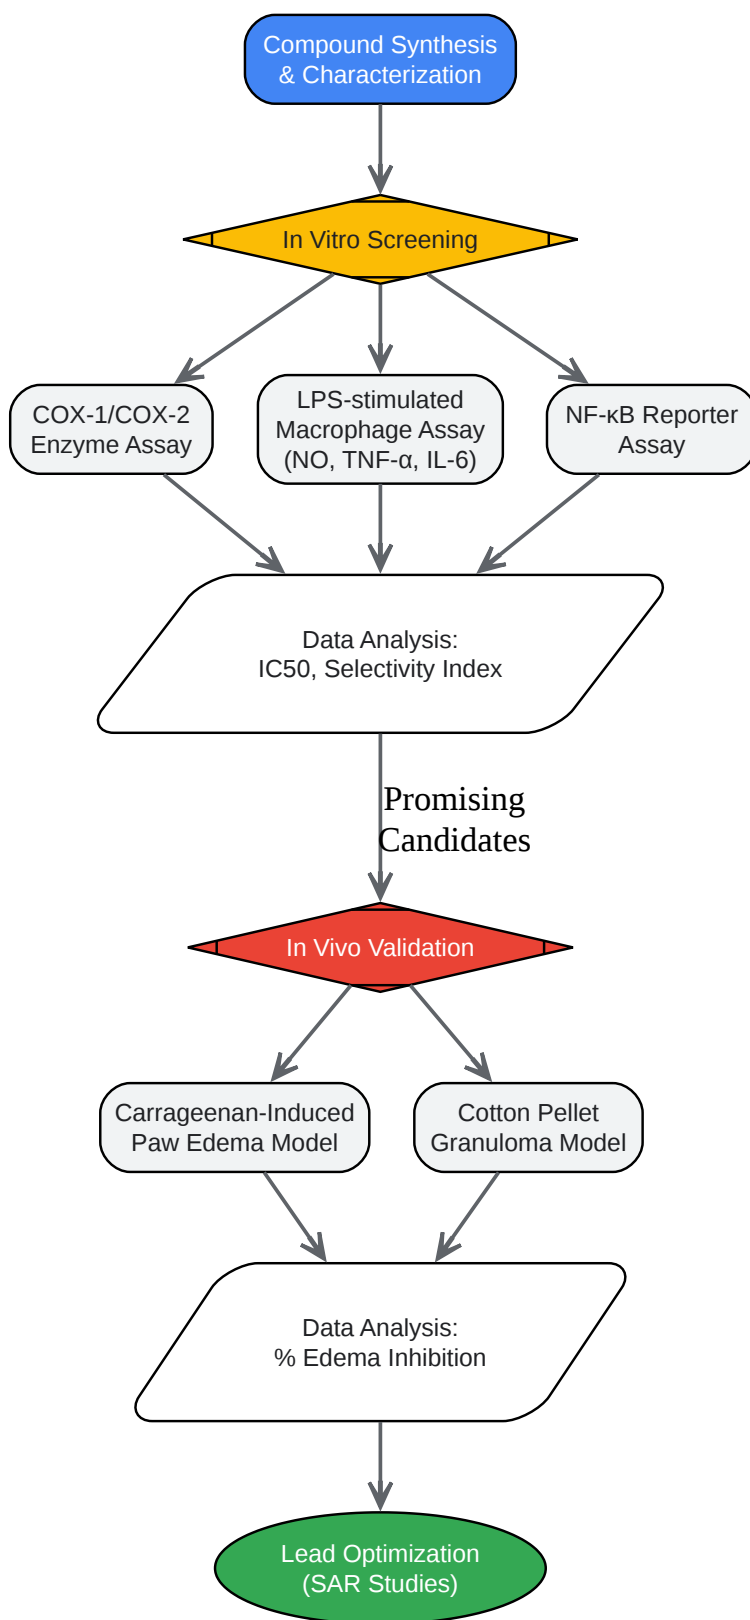 Compound Synthesis
& Characterization
In Vitro Screening
COX-1/COX-2
Enzyme Assay
LPS-stimulated
Macrophage Assay
(NO, TNF-α, IL-6)
NF-κB Reporter
Assay
Data Analysis:
IC50, Selectivity Index
Promising
Candidates
In Vivo Validation
Carrageenan-Induced
Paw Edema Model
Cotton Pellet
Granuloma Model
Data Analysis:
% Edema Inhibition
Lead Optimization
(SAR Studies)